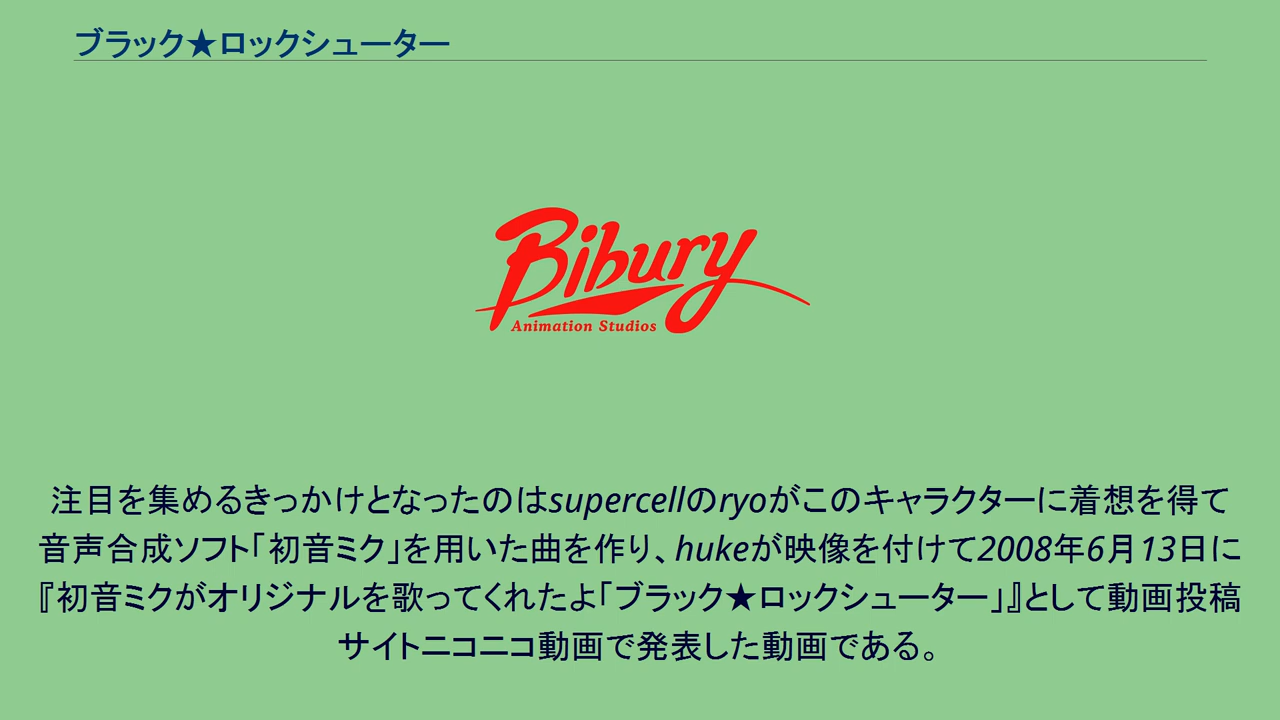 ブラック★ロックシューター
Bibury
Animation Studios
注目を集めるきっかけとなったのはsupercellのryoがこのキャラクターに着想を得て
音声合成ソフト「初音ミク」を用いた曲を作り、hukeが映像を付けて2008年6月13日に
『初音ミクがオリジナルを歌ってくれたよ「ブラック★ロックシューター」』として動画投稿
サイトニコニコ動画で発表した動画である。